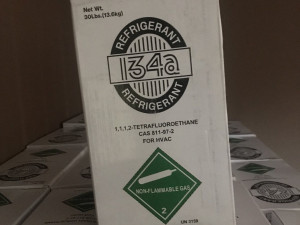 Net Wt.
30Lbs.(13.6kg)
REFRIGERANT
134a
REFRIGERANT
1,1,1,2-TETRAFLUOROETHANE
CAS 811-97-2
FOR HVAC
NON-FLAMMABLE GAS
2